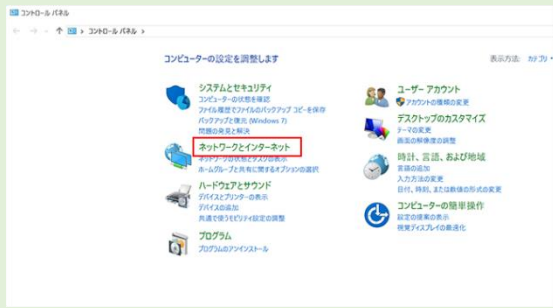 コントロール パネル
コントロール パネル
コンピューターの設定を調整します
表示方法: カテゴリ
システムとセキュリティ
コンピューターの状態を確認
ファイル履歴でファイルのバックアップ コピーを保存
バックアップと復元 (Windows 7)
問題の発見と解決
ネットワークとインターネット
ネットワークの状態とタスクの表示
ホームグループと共有に関するオプションの選択
ハードウェアとサウンド
デバイスとプリンターの表示
デバイスの追加
共通で使うモビリティ設定の調整
プログラム
プログラムのアンインストール
ユーザー アカウント
アカウントの種類の変更
デスクトップのカスタマイズ
テーマの変更
画面の解像度の調整
時計、言語、および地域
言語の追加
入力方法の変更
日付、時刻、または数値の形式の変更
コンピューターの簡単操作
設定の提案の表示
視覚ディスプレイの最適化